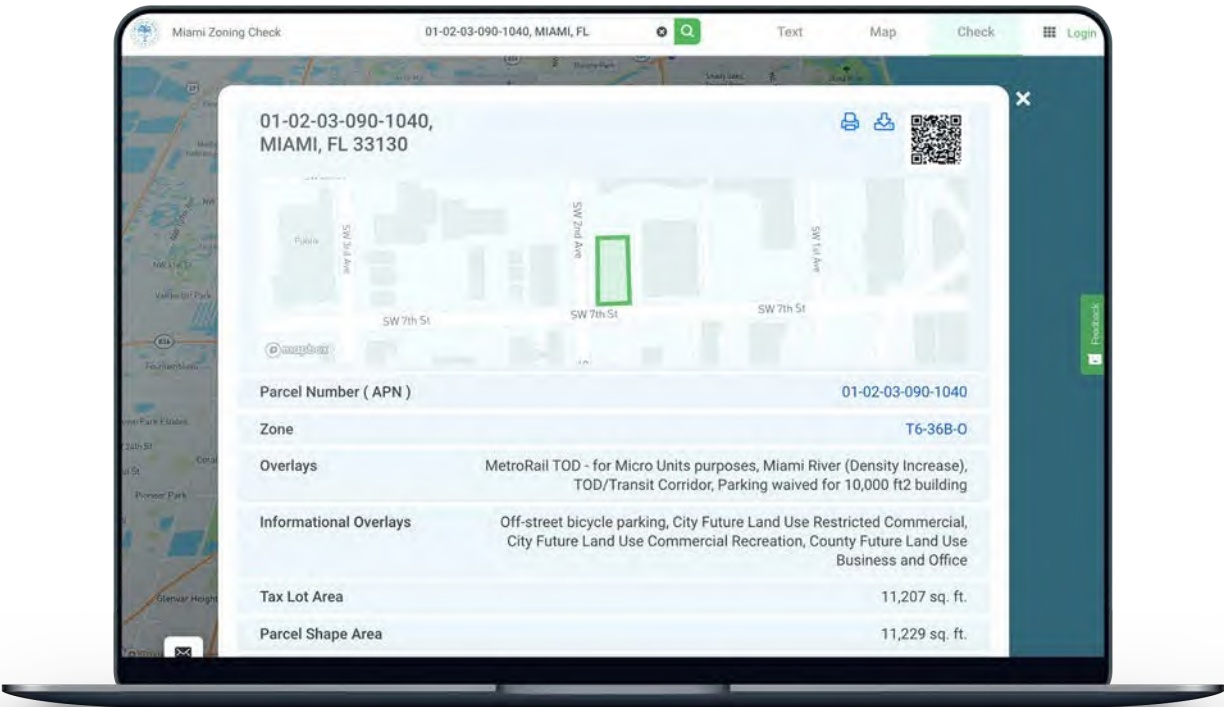 Miami Zoning Check
01-02-03-090-1040, MIAMI, FL
Text
Map
Check
Login
01-02-03-090-1040,
MIAMI, FL 33130
SW 3rd Ave
SW 2nd Ave
SW 1st Ave
Publix
SW 7th St
SW 7th St
SW 7th St
mapbox
Feedback
836
Pioneer Park
Parcel Number ( APN )
01-02-03-090-1040
Zone
T6-36B-O
Overlays
MetroRail TOD - for Micro Units purposes, Miami River (Density Increase),
TOD/Transit Corridor, Parking waived for 10,000 ft2 building
Informational Overlays
Off-street bicycle parking, City Future Land Use Restricted Commercial,
City Future Land Use Commercial Recreation, County Future Land Use
Business and Office
Tax Lot Area
11,207 sq. ft.
Parcel Shape Area
11,229 sq. ft.